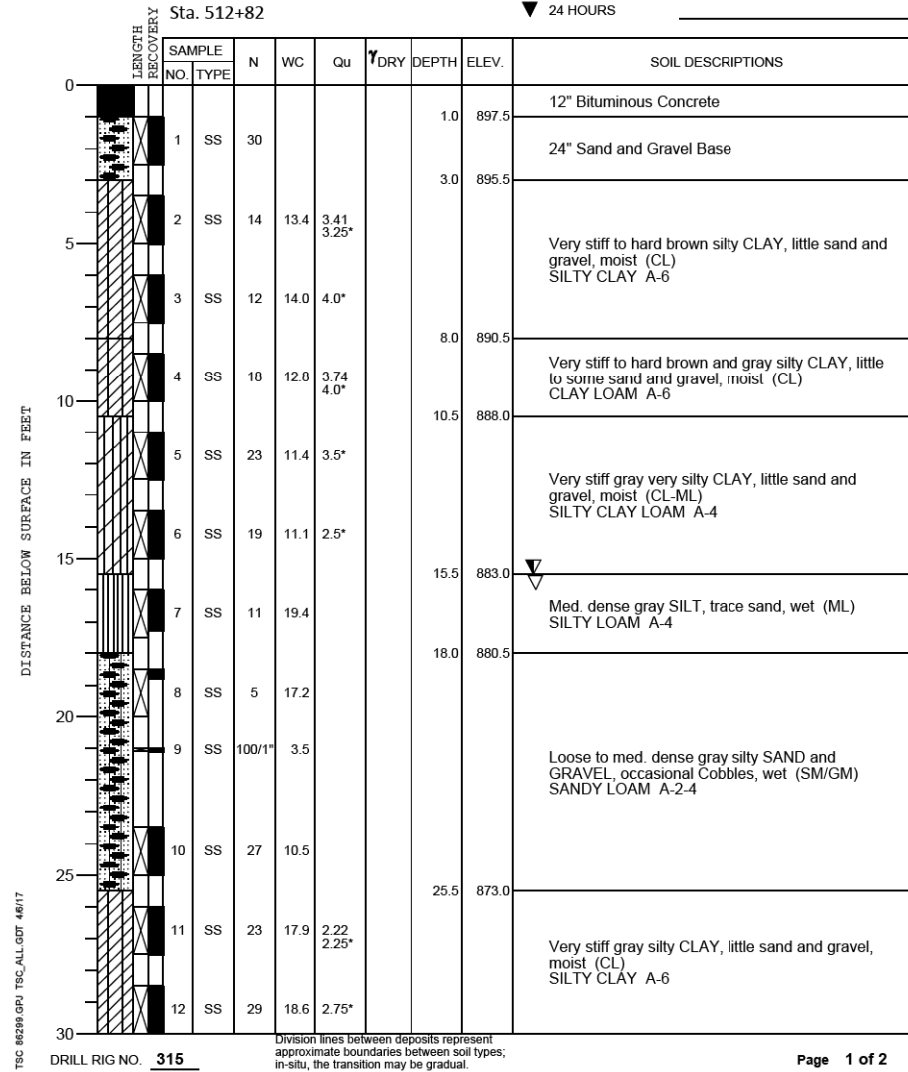 Sta. 512+82
▼ 24 HOURS
LENGTH
RECOVERY
SAMPLE
NO. TYPE N WC Qu γDRY DEPTH ELEV. SOIL DESCRIPTIONS
0
12" Bituminous Concrete
1.0 897.5
1 SS 30
24" Sand and Gravel Base
3.0 895.5
2 SS 14 13.4 3.41
3.25*
5
Very stiff to hard brown silty CLAY, little sand and
gravel, moist (CL)
SILTY CLAY A-6
3 SS 12 14.0 4.0*
8.0 890.5
Very stiff to hard brown and gray silty CLAY, little
to some sand and gravel, moist (CL)
CLAY LOAM A-6
4 SS 3.74
4.0*
10
10.5 888.0
5 SS 23 11.4 3.5*
Very stiff gray very silty CLAY, little sand and
gravel, moist (CL-ML)
SILTY CLAY LOAM A-4
6 SS 19 11.1 2.5*
15
15.5 883.0
Med. dense gray SILT, trace sand, wet (ML)
SILTY LOAM A-4
7 SS 11 19.4
18.0 880.5
8 SS 5 17.2
20
9 SS 100/1" 3.5
Loose to med. dense gray silty SAND and
GRAVEL, occasional Cobbles, wet (SM/GM)
SANDY LOAM A-2-4
10 SS 27 10.5
25
25.5 873.0
11 SS 23 17.9 2.22
2.25*
Very stiff gray silty CLAY, little sand and gravel,
moist (CL)
SILTY CLAY A-6
12 SS 29 18.6 2.75*
30
DISTANCE BELOW SURFACE IN FEET
TSC 86299.GPJ TSC_ALL.GDT 4/6/17
DRILL RIG NO. 315
Division lines between deposits represent
approximate boundaries between soil types;
in-situ, the transition may be gradual.
Page 1 of 2